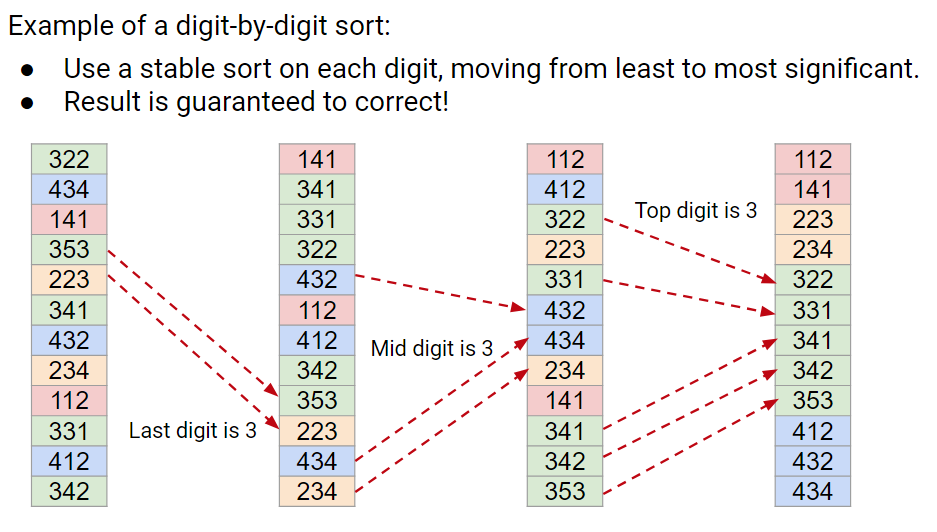 Example of a digit-by-digit sort:
● Use a stable sort on each digit, moving from least to most significant.
● Result is guaranteed to correct!
322 141 112 112
434 341 412 141
141 331 322 Top digit is 3 223
353 322 223 234
223 432 331 322
341 112 432 331
432 412 Mid digit is 3 434 341
234 342 234 342
112 353 141 353
331 Last digit is 3 223 341 412
412 434 342 432
342 234 353 434